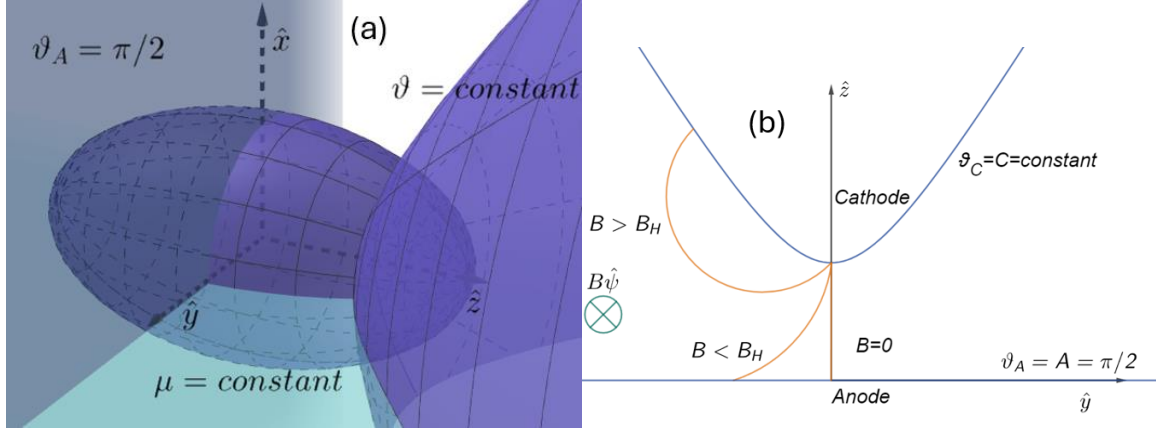 (a)
ϑ_A = π/2
x̂
ϑ = constant
ŷ
ẑ
μ = constant
(b)
ẑ
ϑ_C=C=constant
Cathode
B > B_H
Bψ̂
B < B_H
B=0
ϑ_A = A = π/2
Anode
ŷ